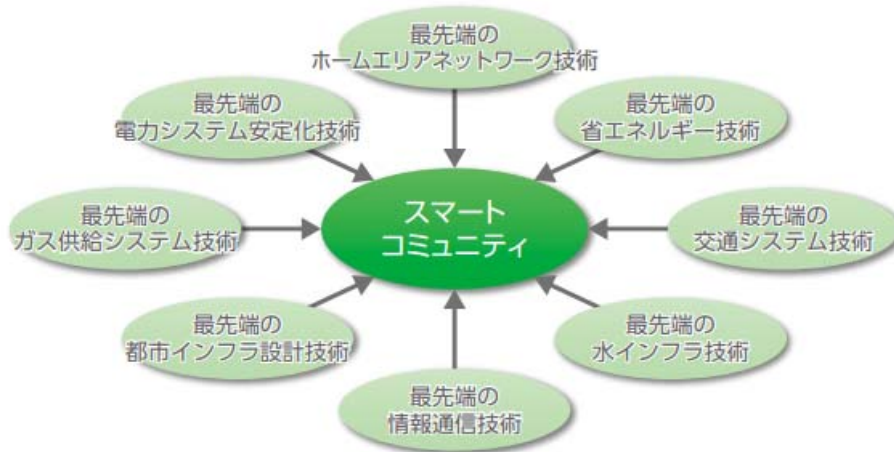 最先端の
ホームエリアネットワーク技術
最先端の
電力システム安定化技術
最先端の
省エネルギー技術
最先端の
ガス供給システム技術
スマート
コミュニティ
最先端の
交通システム技術
最先端の
都市インフラ設計技術
最先端の
水インフラ技術
最先端の
情報通信技術